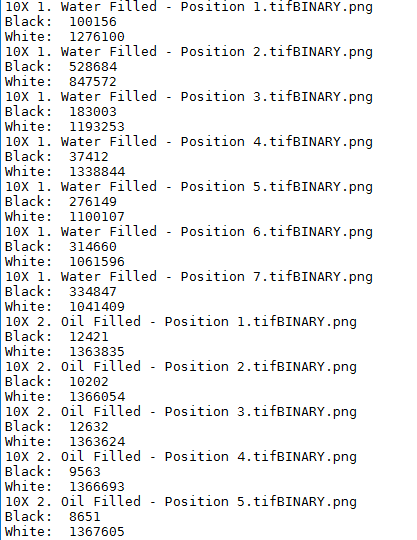 10X 1. Water Filled - Position 1.tifBINARY.png
Black:  100156
White:  1276100
10X 1. Water Filled - Position 2.tifBINARY.png
Black:  528684
White:  847572
10X 1. Water Filled - Position 3.tifBINARY.png
Black:  183003
White:  1193253
10X 1. Water Filled - Position 4.tifBINARY.png
Black:  37412
White:  1338844
10X 1. Water Filled - Position 5.tifBINARY.png
Black:  276149
White:  1100107
10X 1. Water Filled - Position 6.tifBINARY.png
Black:  314660
White:  1061596
10X 1. Water Filled - Position 7.tifBINARY.png
Black:  334847
White:  1041409
10X 2. Oil Filled - Position 1.tifBINARY.png
Black:  12421
White:  1363835
10X 2. Oil Filled - Position 2.tifBINARY.png
Black:  10202
White:  1366054
10X 2. Oil Filled - Position 3.tifBINARY.png
Black:  12632
White:  1363624
10X 2. Oil Filled - Position 4.tifBINARY.png
Black:  9563
White:  1366693
10X 2. Oil Filled - Position 5.tifBINARY.png
Black:  8651
White:  1367605